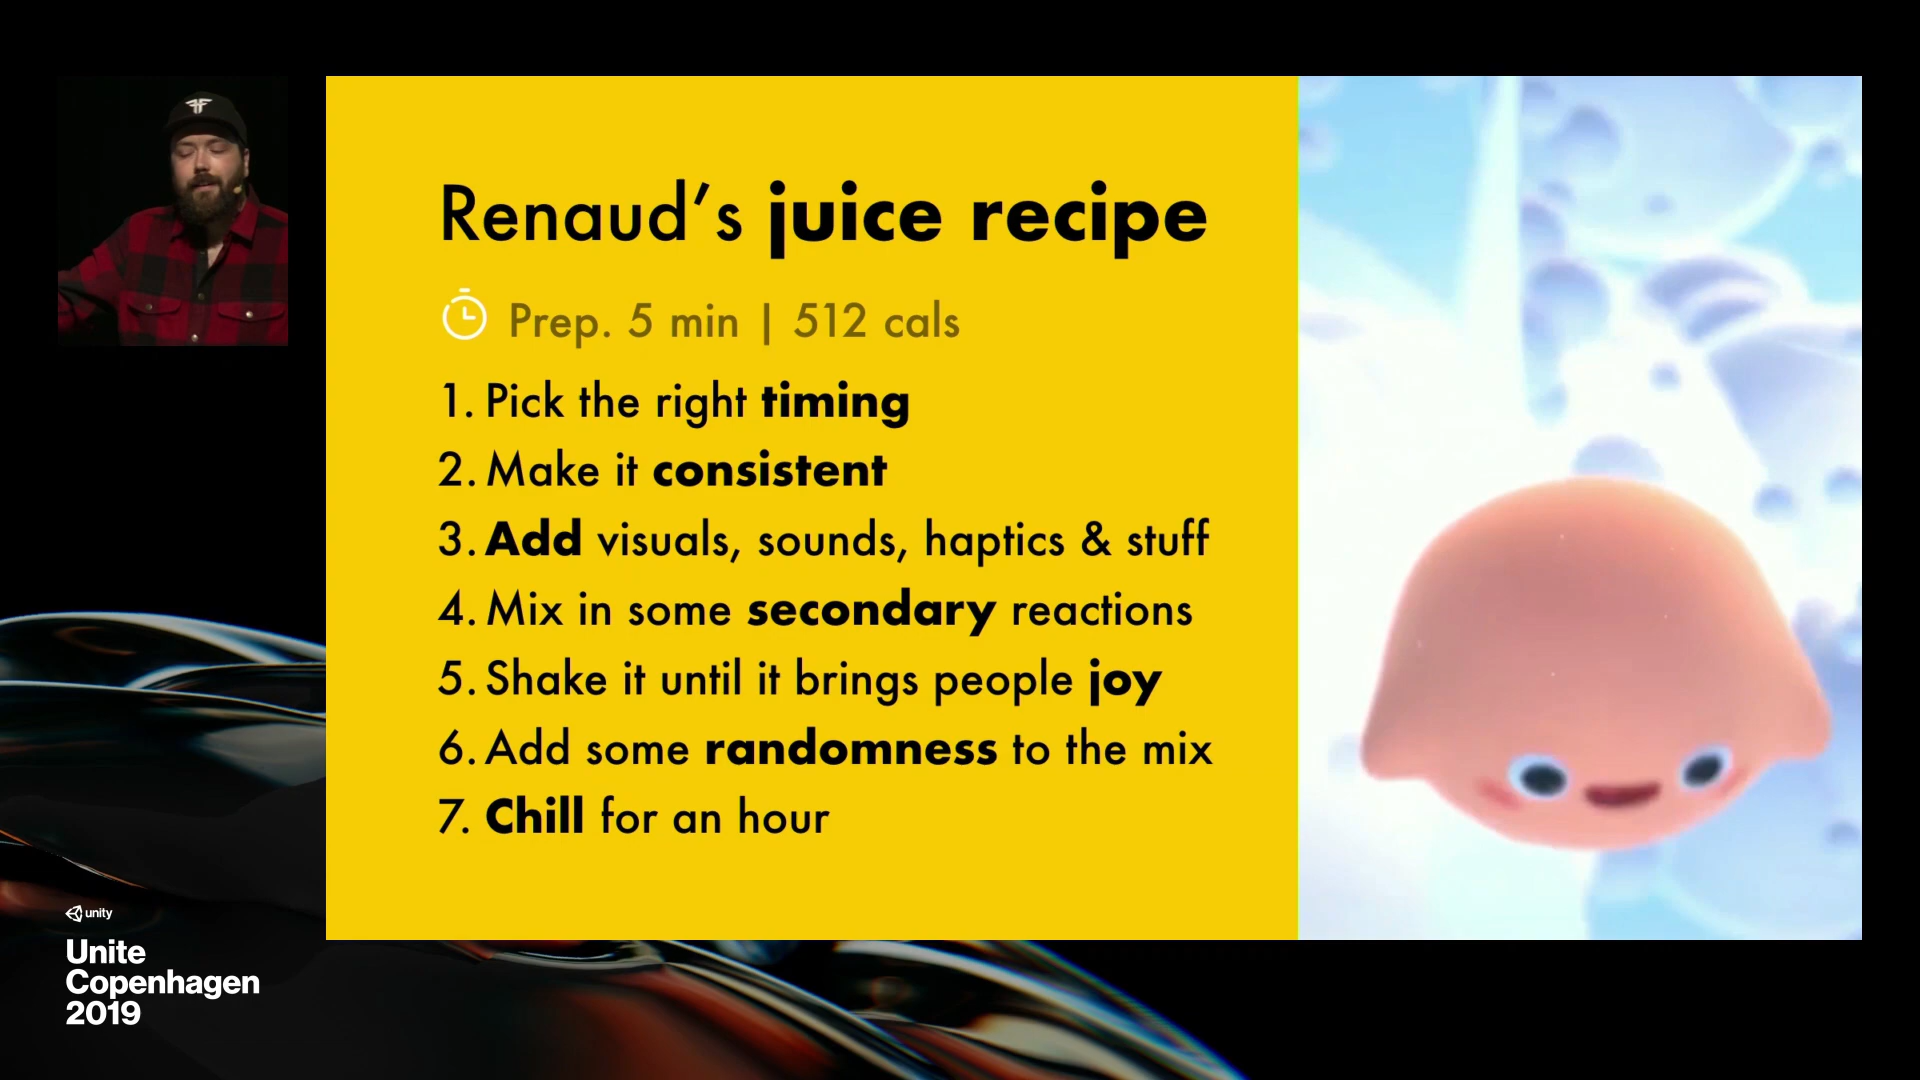 Renaud's juice recipe
Prep. 5 min | 512 cals
1. Pick the right timing
2. Make it consistent
3. Add visuals, sounds, haptics & stuff
4. Mix in some secondary reactions
5. Shake it until it brings people joy
6. Add some randomness to the mix
7. Chill for an hour
unity
Unite
Copenhagen
2019